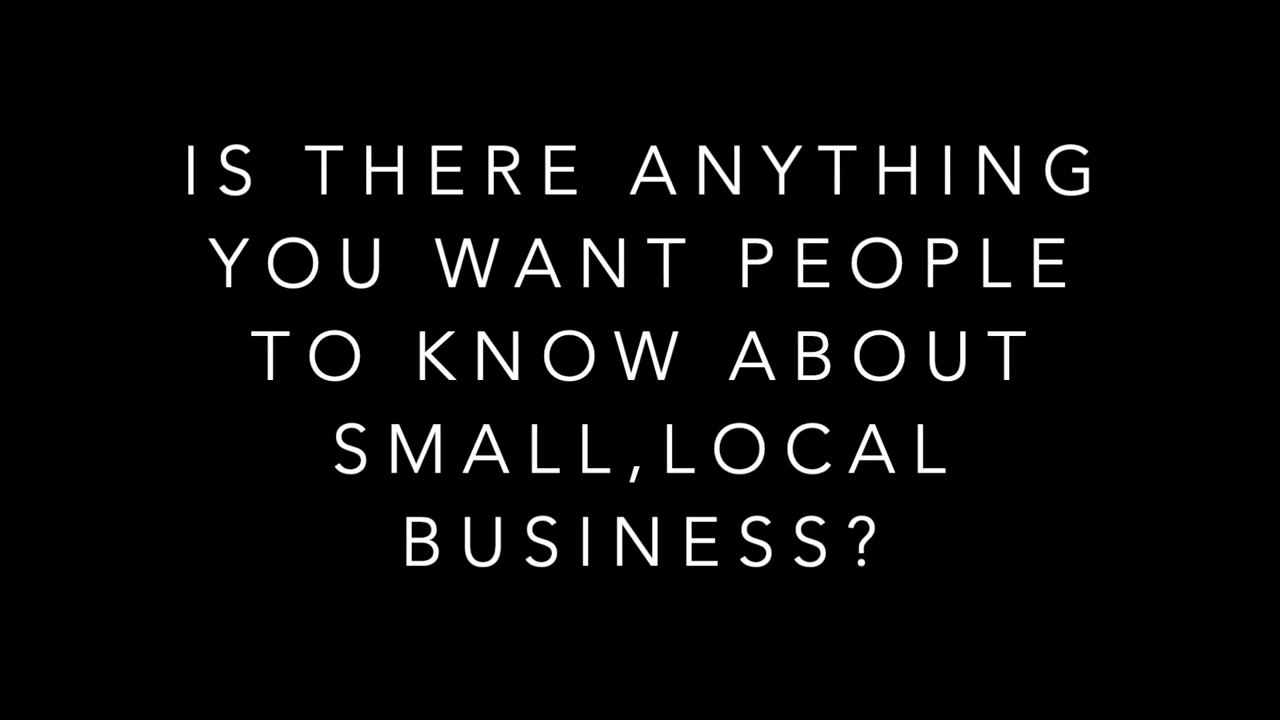 IS THERE ANYTHING
YOU WANT PEOPLE
TO KNOW ABOUT
SMALL,LOCAL
BUSINESS?